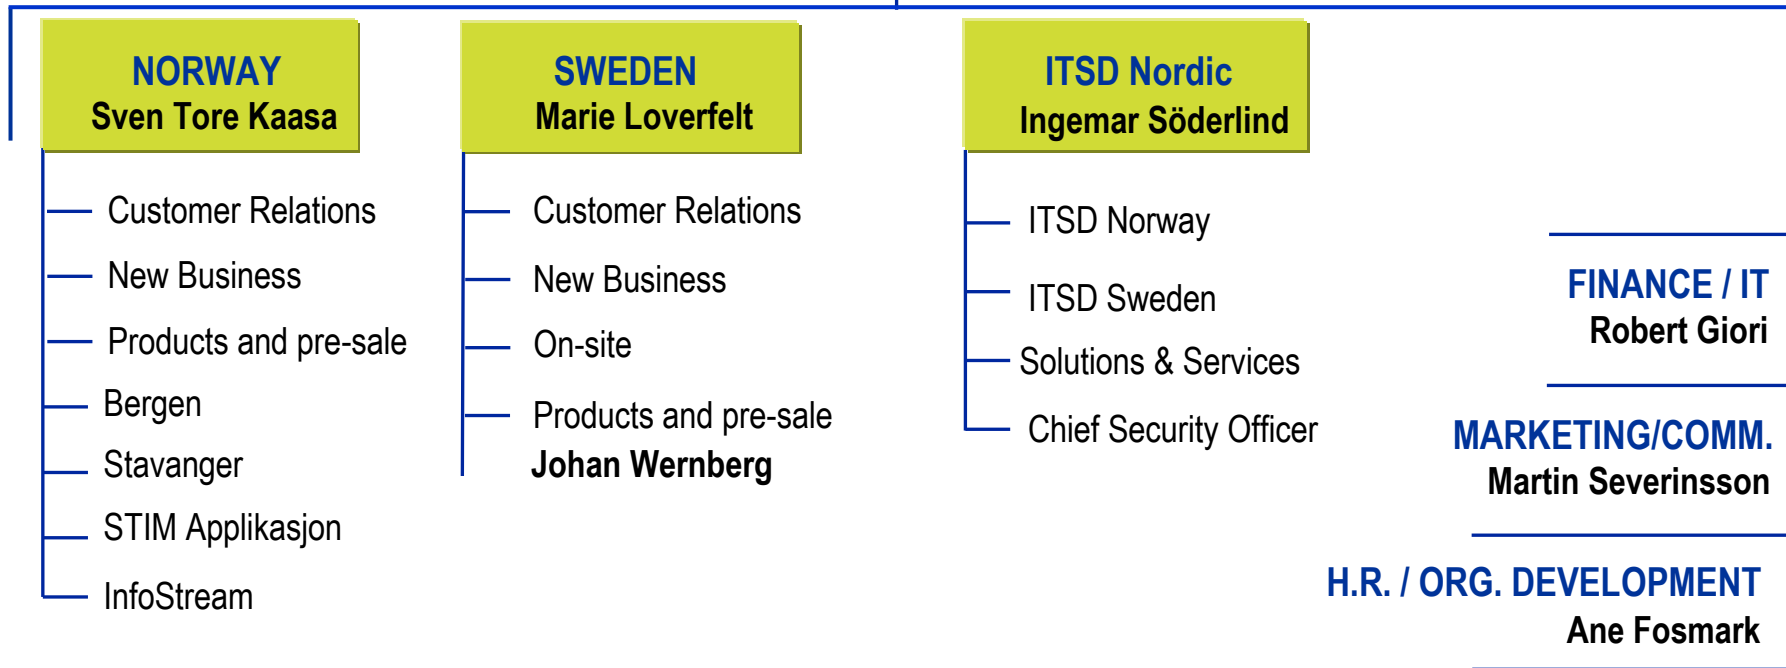 NORWAY
Sven Tore Kaasa
Customer Relations
New Business
Products and pre-sale
Bergen
Stavanger
STIM Applikasjon
InfoStream
SWEDEN
Marie Loverfelt
Customer Relations
New Business
On-site
Products and pre-sale
Johan Wernberg
ITSD Nordic
Ingemar Söderlind
ITSD Norway
ITSD Sweden
Solutions & Services
Chief Security Officer
FINANCE / IT
Robert Giori
MARKETING/COMM.
Martin Severinsson
H.R. / ORG. DEVELOPMENT
Ane Fosmark